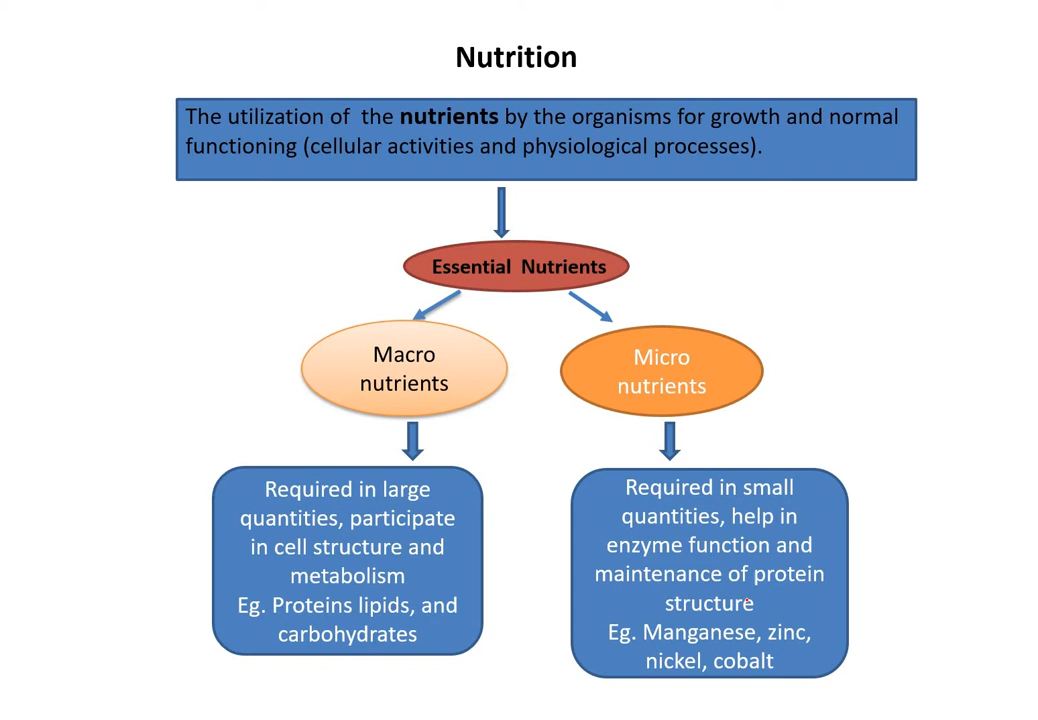 Nutrition
The utilization of  the nutrients by the organisms for growth and normal
functioning (cellular activities and physiological processes).
Essential  Nutrients
Macro
nutrients
Micro
nutrients
Required in large
quantities, participate
in cell structure and
metabolism
Eg. Proteins lipids, and
carbohydrates
Required in small
quantities, help in
enzyme function and
maintenance of protein
structure
Eg. Manganese, zinc,
nickel, cobalt